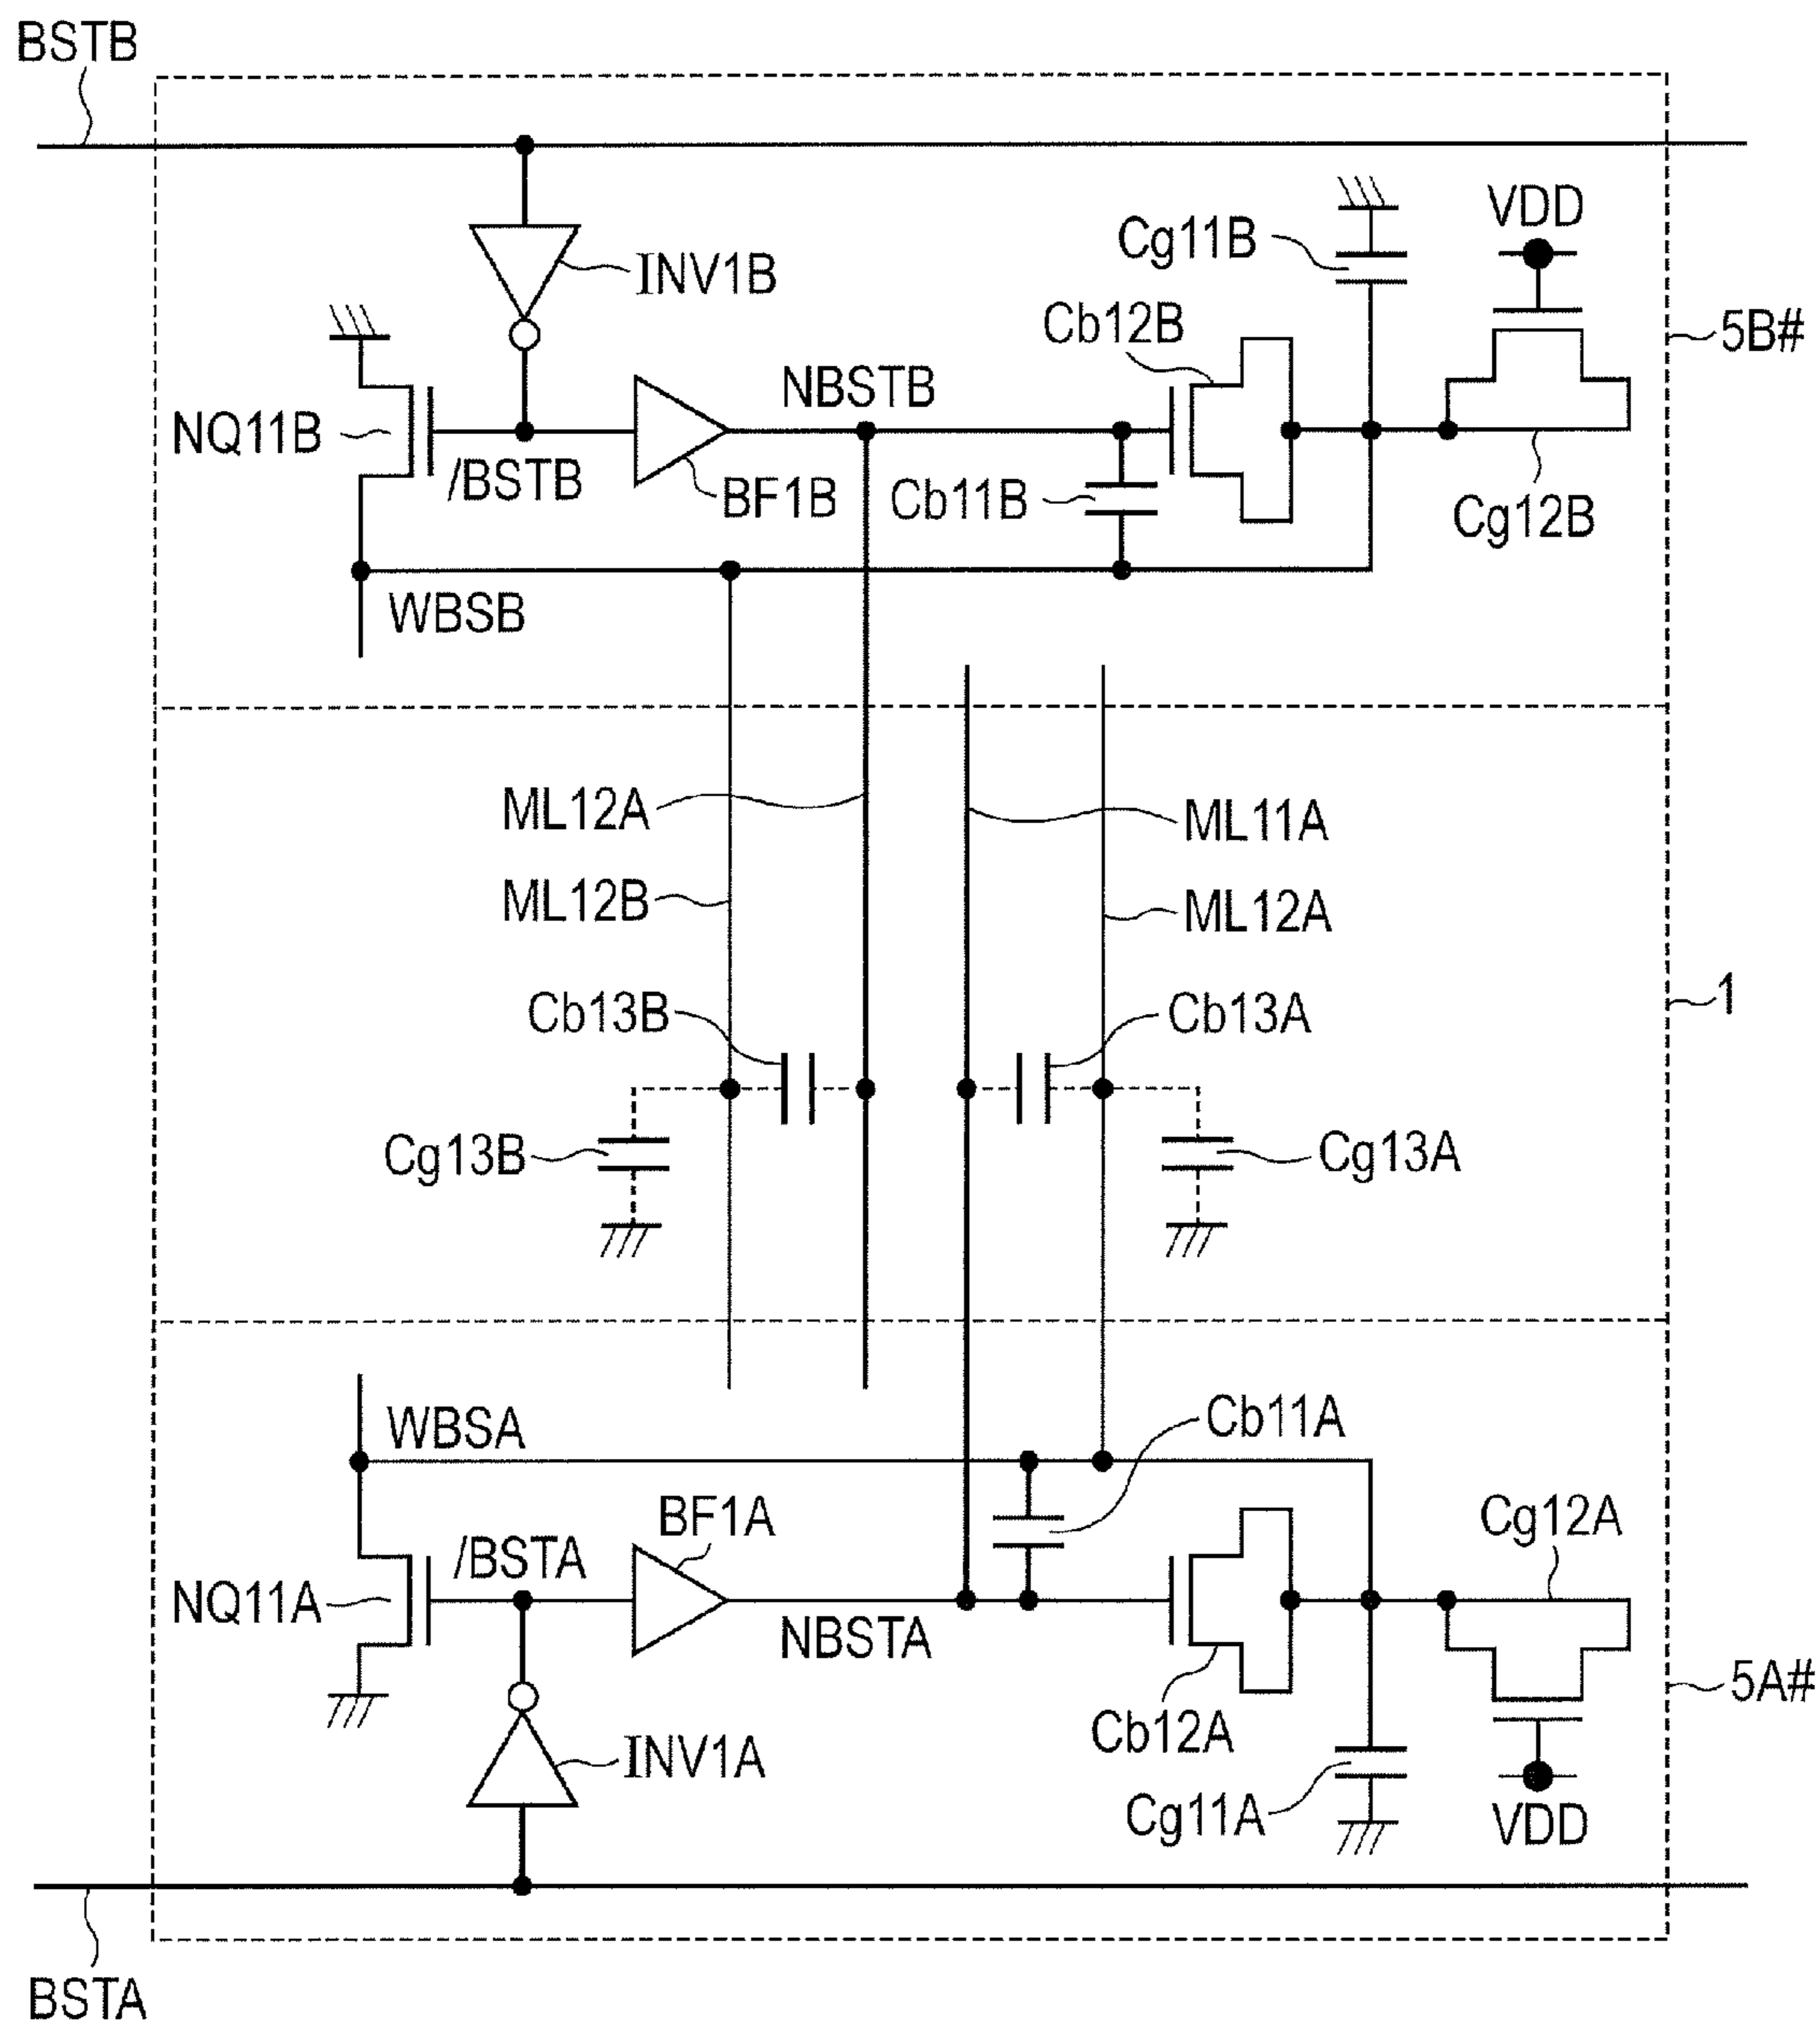 BSTB
VDD
Cg11B
INV1B
Cb12B
5B#
NBSTB
NQ11B
/BSTB
BF1B
Cb11B
Cg12B
WBSB
ML12A
ML11A
ML12B
ML12A
1
Cb13B
Cb13A
Cg13B
Cg13A
WBSA
Cb11A
BF1A
Cg12A
/BSTA
NQ11A
NBSTA
5A#
Cb12A
INV1A
Cg11A
VDD
BSTA